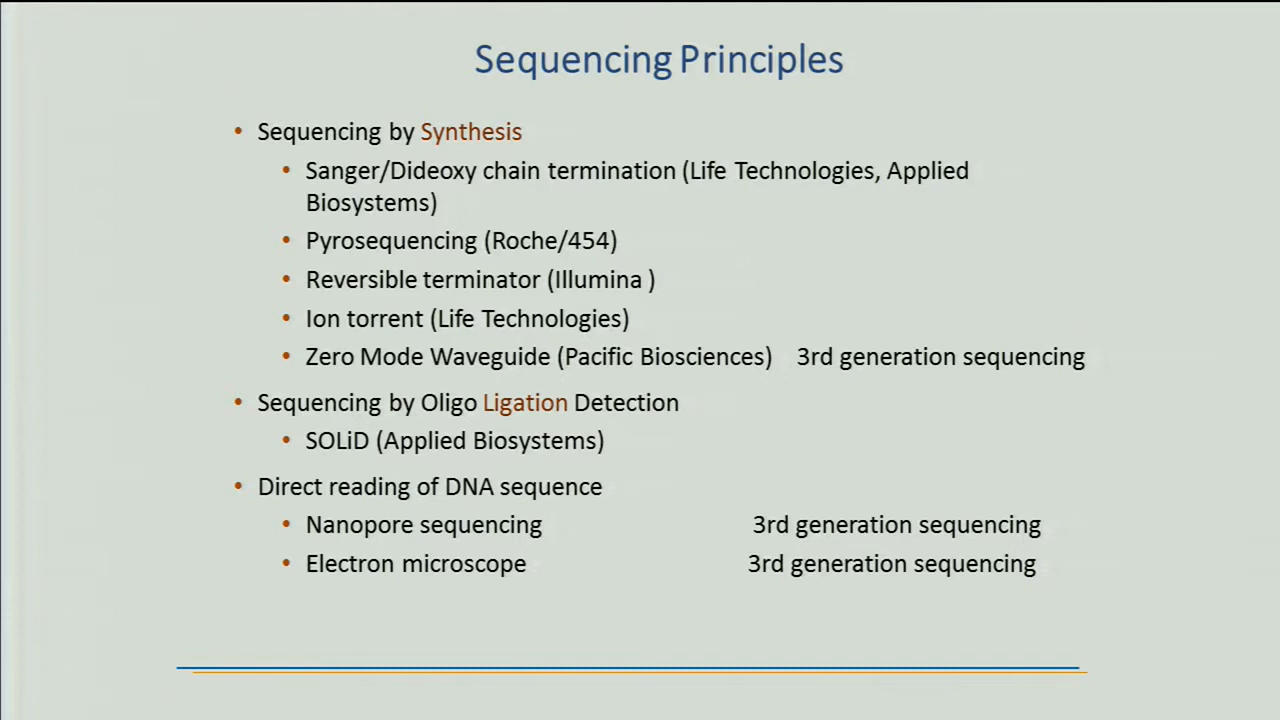 Sequencing Principles
• Sequencing by Synthesis
• Sanger/Dideoxy chain termination (Life Technologies, Applied
Biosystems)
• Pyrosequencing (Roche/454)
• Reversible terminator (Illumina )
• Ion torrent (Life Technologies)
• Zero Mode Waveguide (Pacific Biosciences) 3rd generation sequencing
• Sequencing by Oligo Ligation Detection
• SOLiD (Applied Biosystems)
• Direct reading of DNA sequence
• Nanopore sequencing 3rd generation sequencing
• Electron microscope 3rd generation sequencing